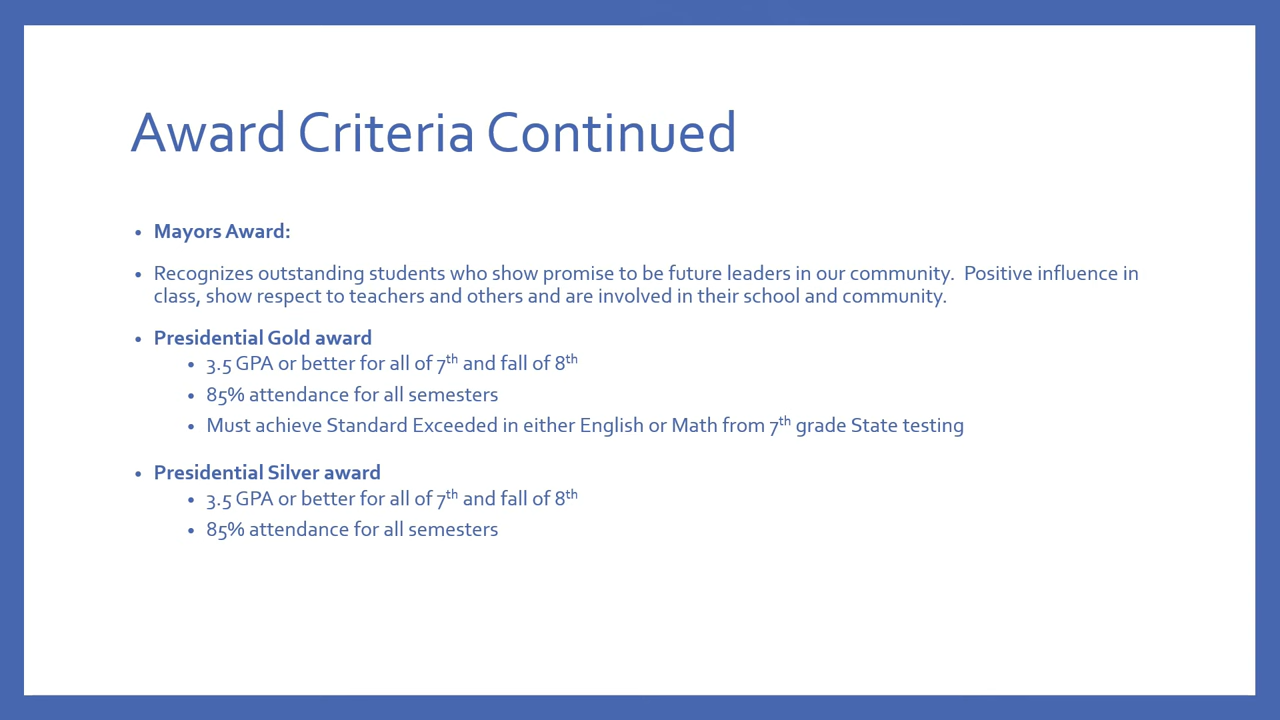 Award Criteria Continued
• Mayors Award:
• Recognizes outstanding students who show promise to be future leaders in our community.  Positive influence in
class, show respect to teachers and others and are involved in their school and community.
• Presidential Gold award
• 3.5 GPA or better for all of 7th and fall of 8th
• 85% attendance for all semesters
• Must achieve Standard Exceeded in either English or Math from 7th grade State testing
• Presidential Silver award
• 3.5 GPA or better for all of 7th and fall of 8th
• 85% attendance for all semesters